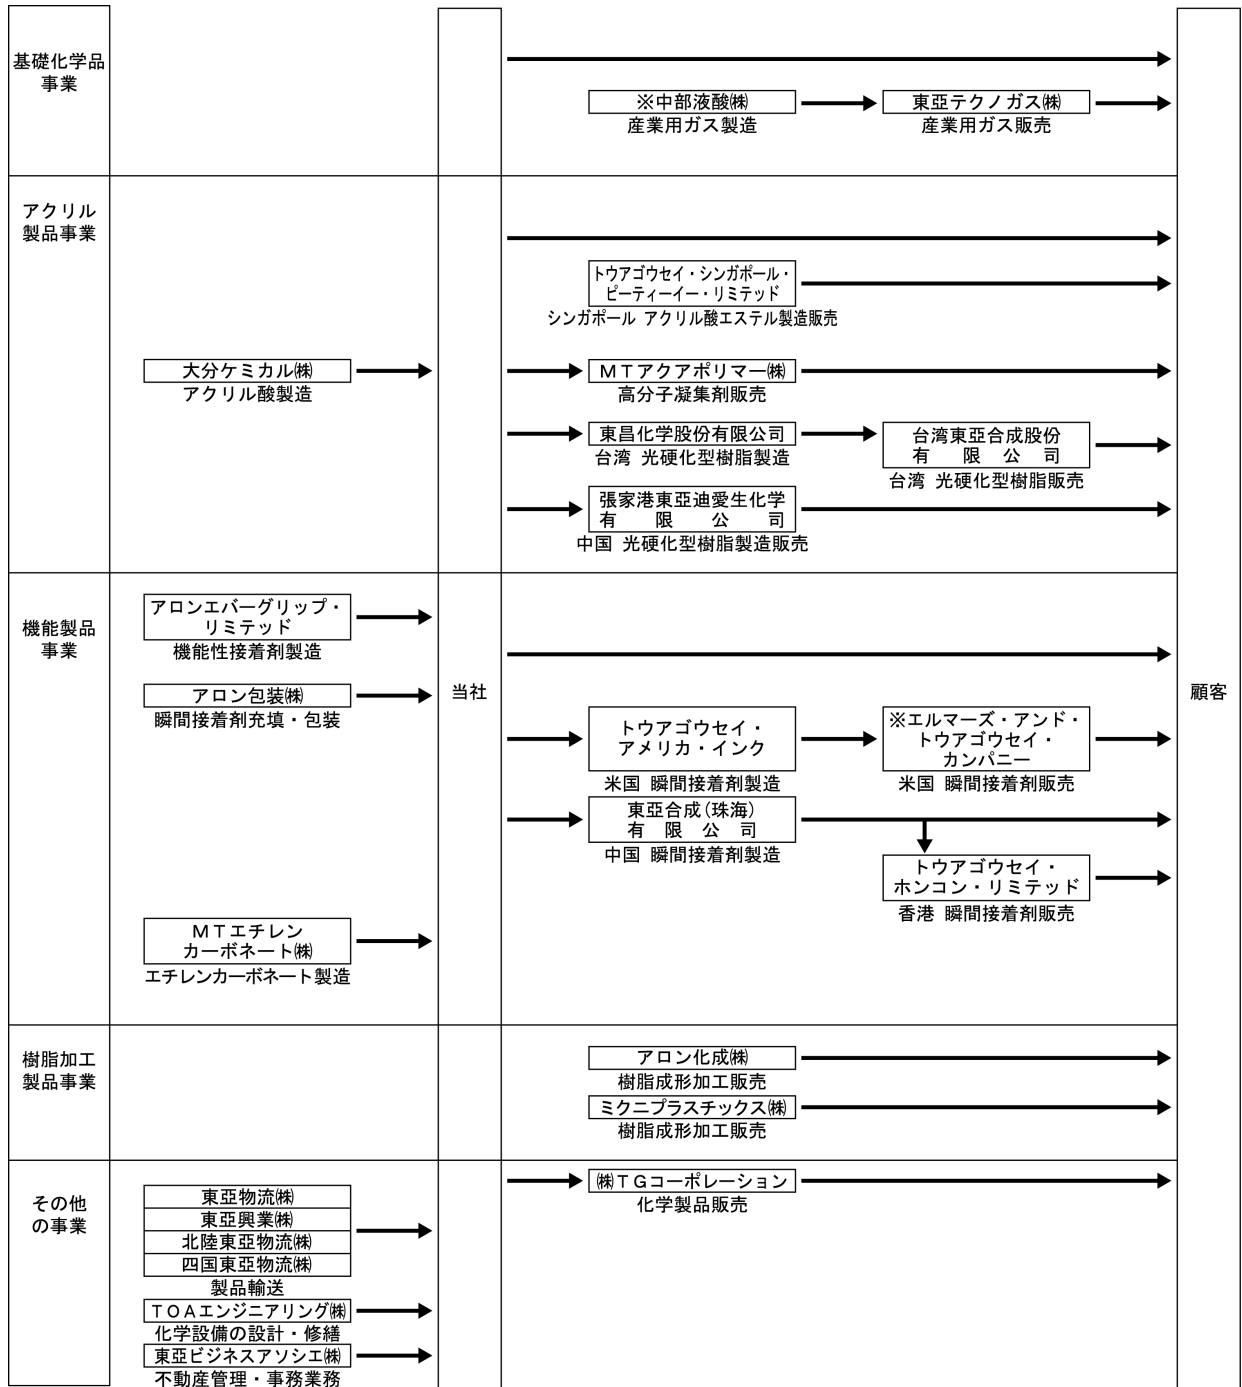 基礎化学品
事業
※中部液酸㈱
産業用ガス製造
東亜テクノガス㈱
産業用ガス販売
アクリル
製品事業
トウアゴウセイ・シンガポール・
ピーティーイー・リミテッド
シンガポール アクリル酸エステル製造販売
大分ケミカル㈱
アクリル酸製造
ＭＴアクアポリマー㈱
高分子凝集剤販売
東昌化学股份有限公司
台湾 光硬化型樹脂製造
台湾東亞合成股份
有限公司
台湾 光硬化型樹脂販売
張家港東亞迪愛生化学
有限公司
中国 光硬化型樹脂製造販売
機能製品
事業
アロンエバーグリップ・
リミテッド
機能性接着剤製造
アロン包装㈱
瞬間接着剤充填・包装
当社
顧客
トウアゴウセイ・
アメリカ・インク
米国 瞬間接着剤製造
※エルマーズ・アンド・
トウアゴウセイ・
カンパニー
米国 瞬間接着剤販売
東亞合成(珠海)
有限公司
中国 瞬間接着剤製造
トウアゴウセイ・
ホンコン・リミテッド
香港 瞬間接着剤販売
ＭＴエチレン
カーボネート㈱
エチレンカーボネート製造
樹脂加工
製品事業
アロン化成㈱
樹脂成形加工販売
ミクニプラスチックス㈱
樹脂成形加工販売
その他
の事業
㈱ＴＧコーポレーション
化学製品販売
東亜物流㈱
東亜興業㈱
北陸東亜物流㈱
四国東亜物流㈱
製品輸送
ＴＯＡエンジニアリング㈱
化学設備の設計・修繕
東亜ビジネスアソシエ㈱
不動産管理・事務業務